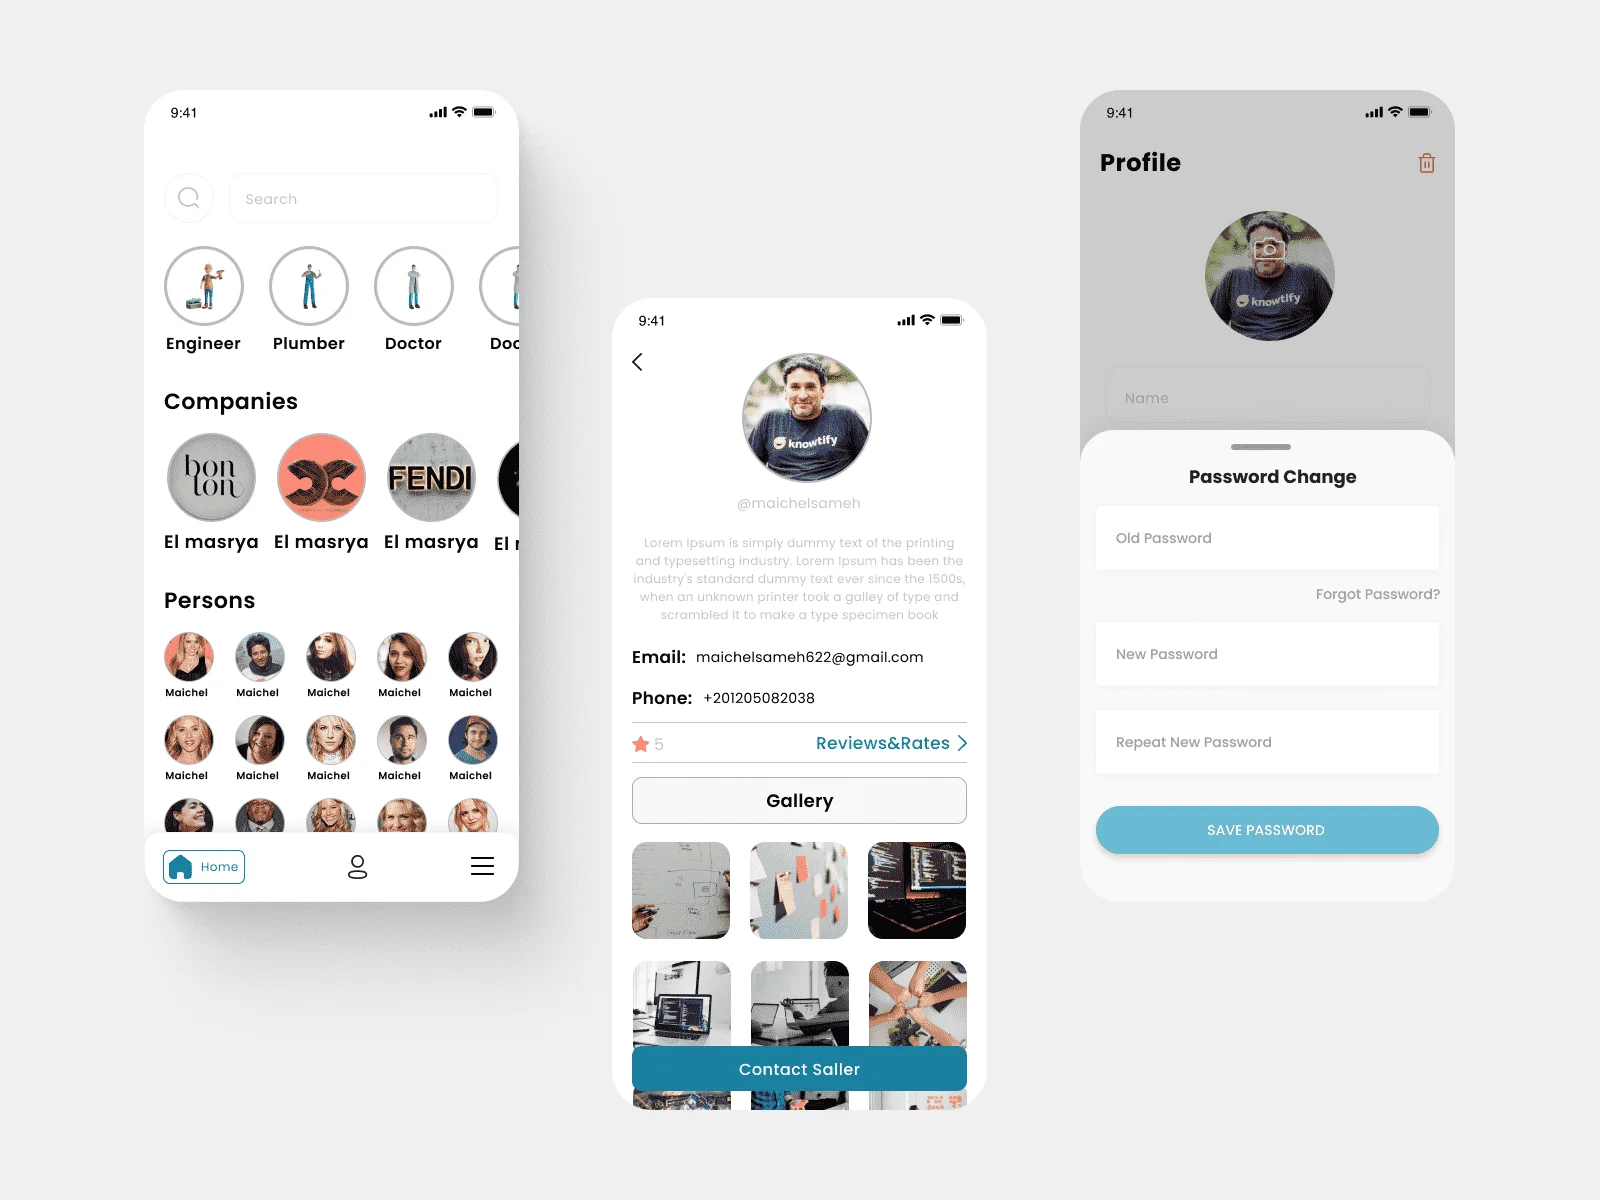 9:41
Search
Engineer Plumber Doctor Doc
Companies
bon ton
FENDI
El masrya El masrya El masrya El
Persons
Maichel Maichel Maichel Maichel Maichel
Maichel Maichel Maichel Maichel Maichel
Home
9:41
knowtify
@maichelsameh
Lorem Ipsum is simply dummy text of the printing
and typesetting industry. Lorem Ipsum has been the
industry's standard dummy text ever since the 1500s,
when an unknown printer took a galley of type and
scrambled it to make a type specimen book
Email: maichelsameh622@gmail.com
Phone: +201205082038
5 Reviews&Rates
Gallery
Contact Saller
9:41
Profile
knowtify
Name
Password Change
Old Password
Forgot Password?
New Password
Repeat New Password
SAVE PASSWORD